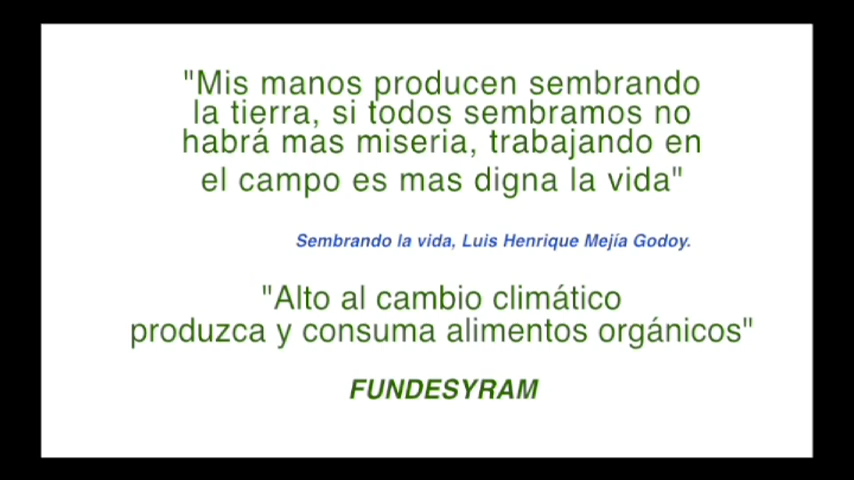 "Mis manos producen sembrando
la tierra, si todos sembramos no
habrá mas miseria, trabajando en
el campo es mas digna la vida"
Sembrando la vida, Luis Henrique Mejía Godoy.
"Alto al cambio climático
produzca y consuma alimentos orgánicos"
FUNDESYRAM